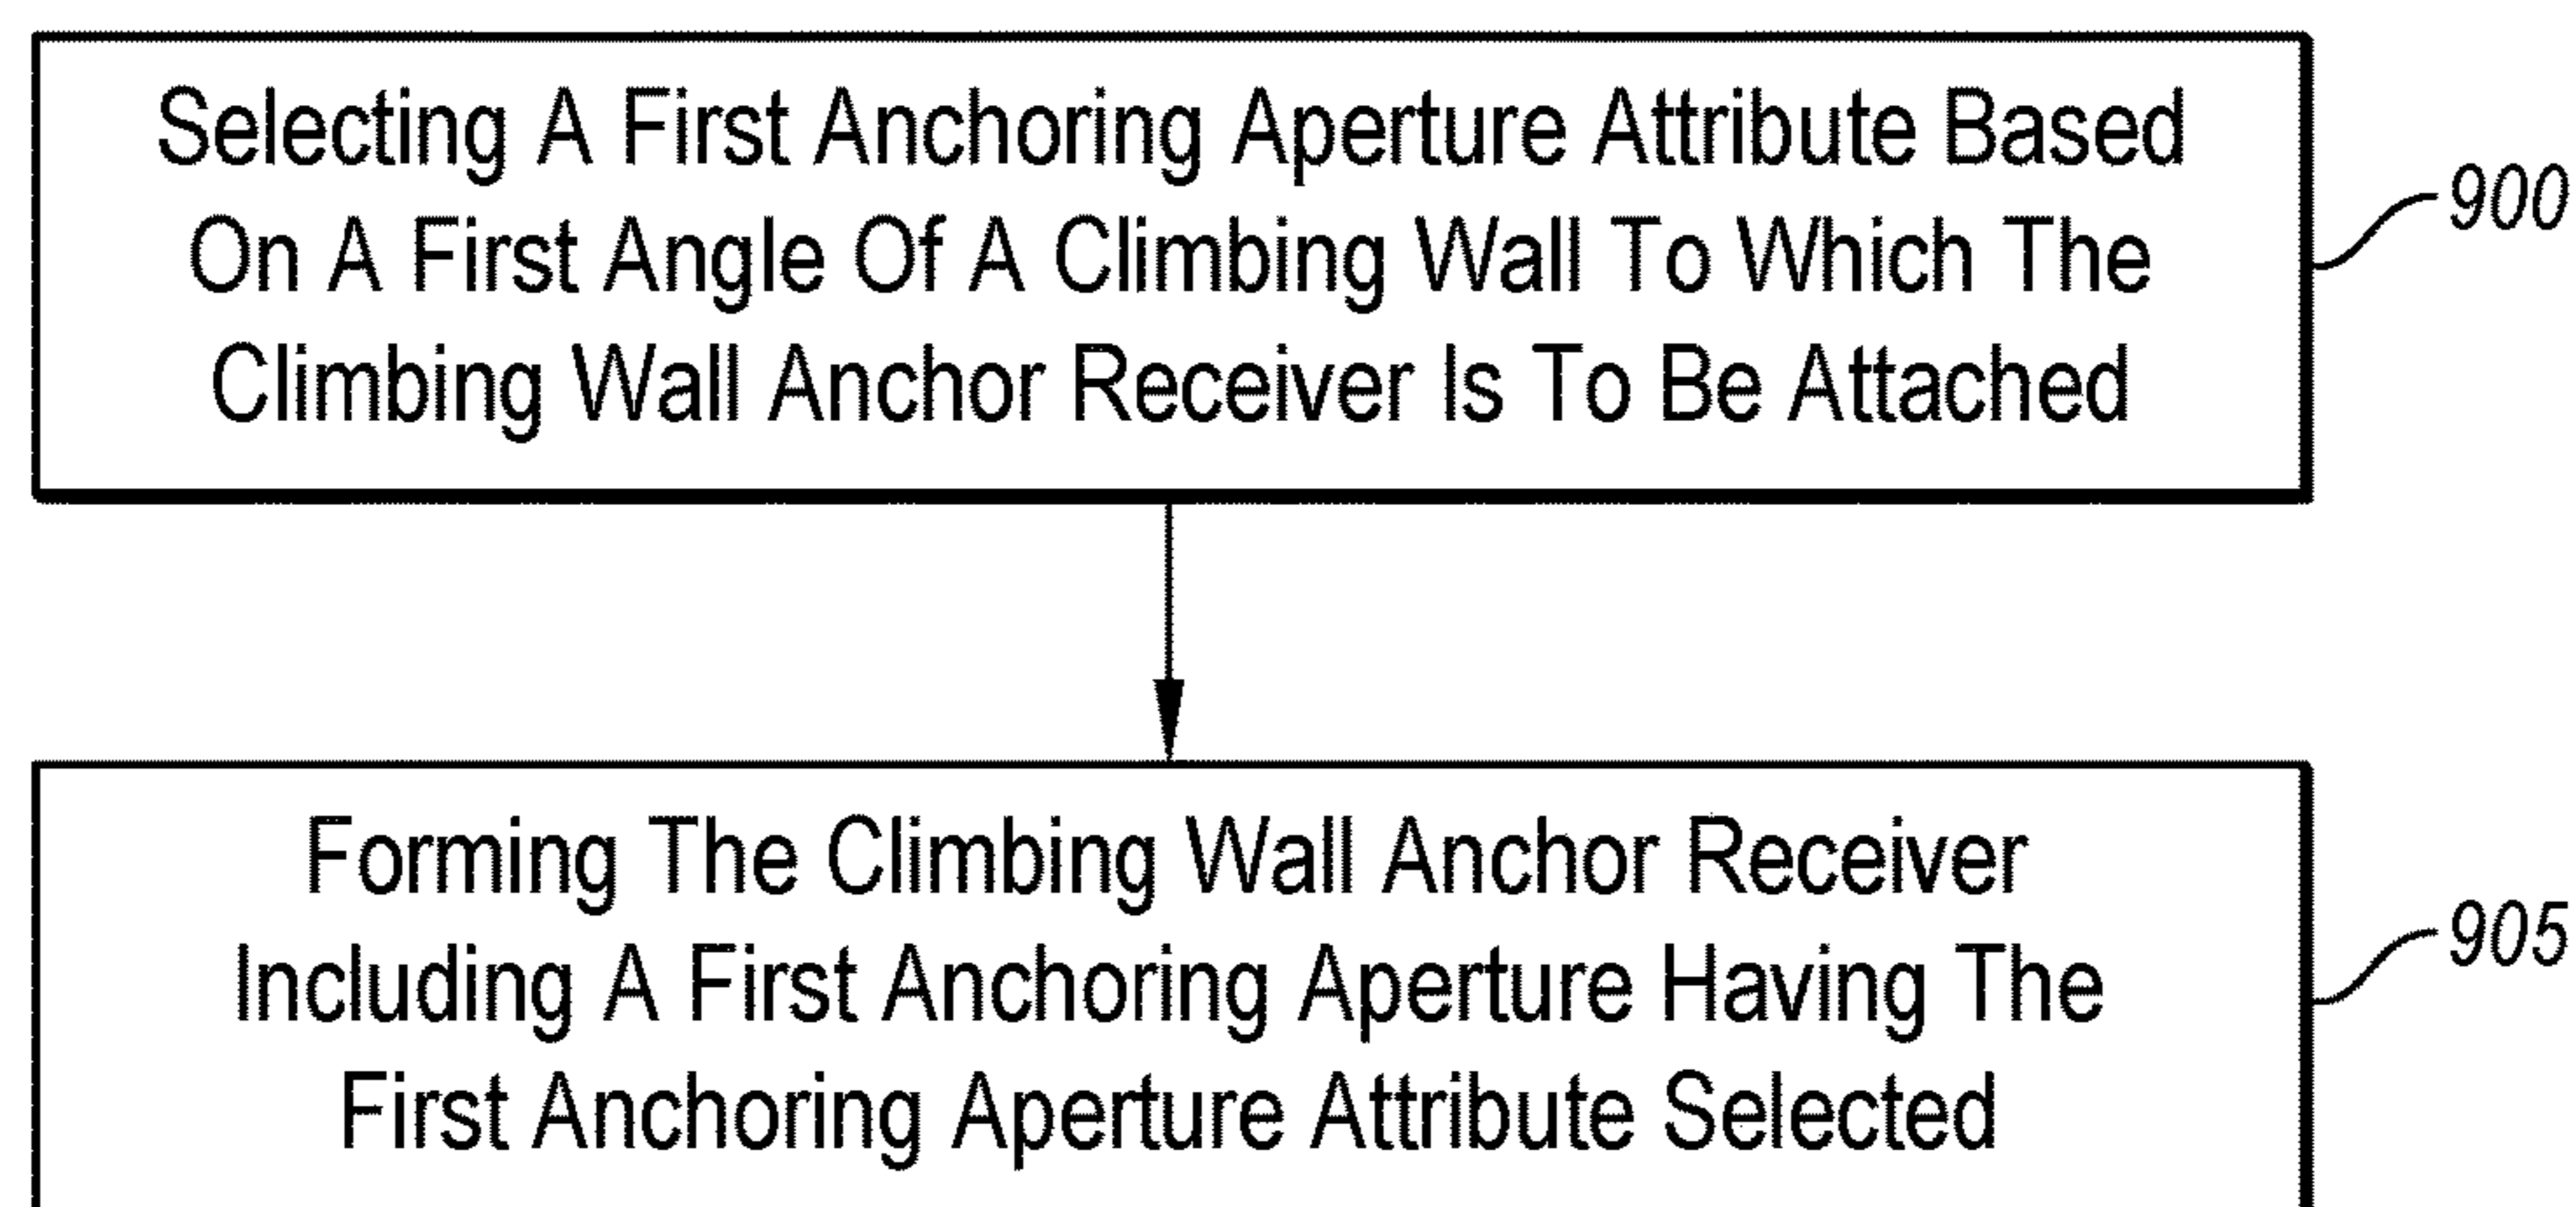 Selecting A First Anchoring Aperture Attribute Based
On A First Angle Of A Climbing Wall To Which The
Climbing Wall Anchor Receiver Is To Be Attached
900
Forming The Climbing Wall Anchor Receiver
Including A First Anchoring Aperture Having The
First Anchoring Aperture Attribute Selected
905